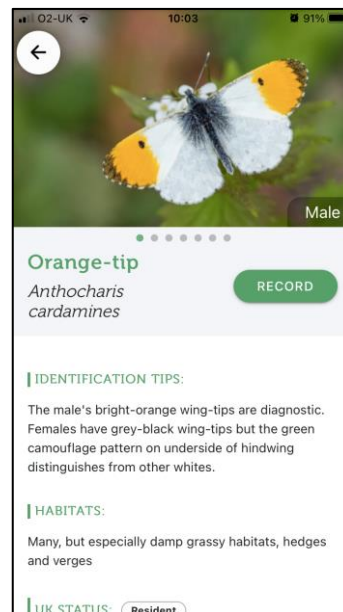 O2-UK 10:03 91%
Male
Orange-tip
Anthocharis
cardamines
RECORD
IDENTIFICATION TIPS:
The male's bright-orange wing-tips are diagnostic.
Females have grey-black wing-tips but the green
camouflage pattern on underside of hindwing
distinguishes from other whites.
HABITATS:
Many, but especially damp grassy habitats, hedges
and verges
UK STATUS: Resident